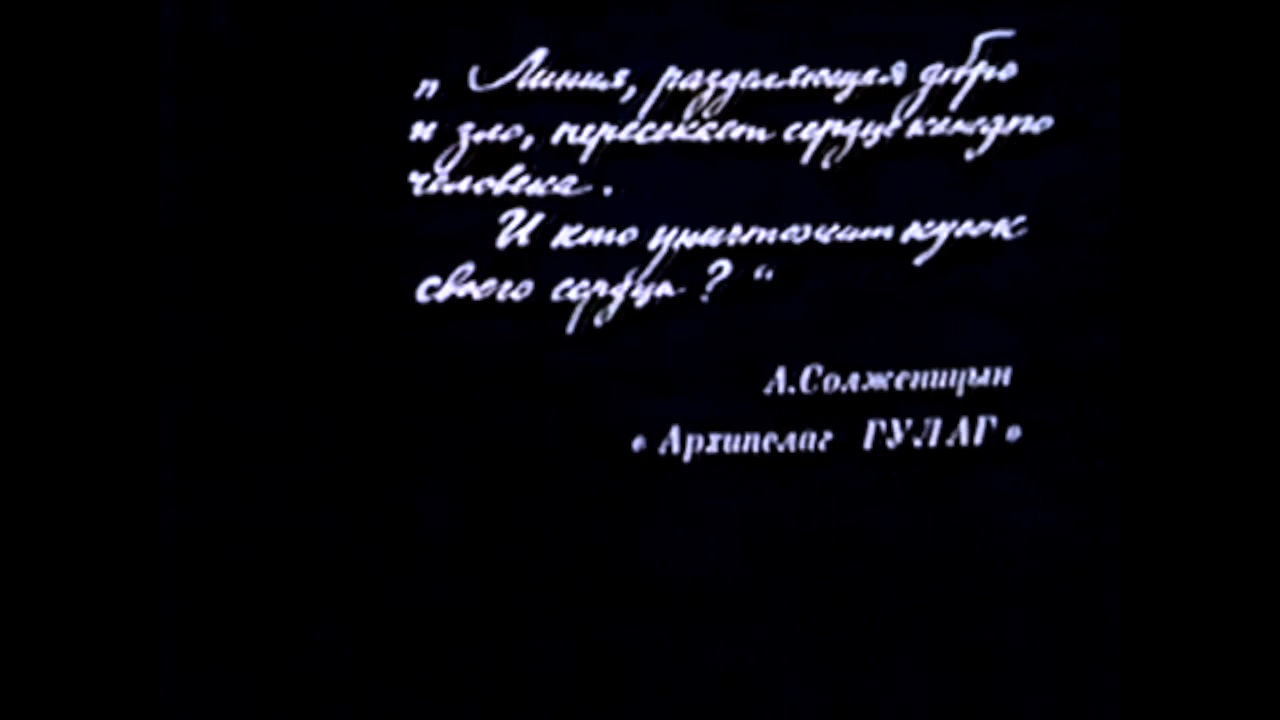 „ Линия, разделяющая добро
и зло, пересекает сердце каждого
человека .
И кто уничтожит кусок
своего сердца ? “
А.Солженицын
« Архипелаг ГУЛАГ »